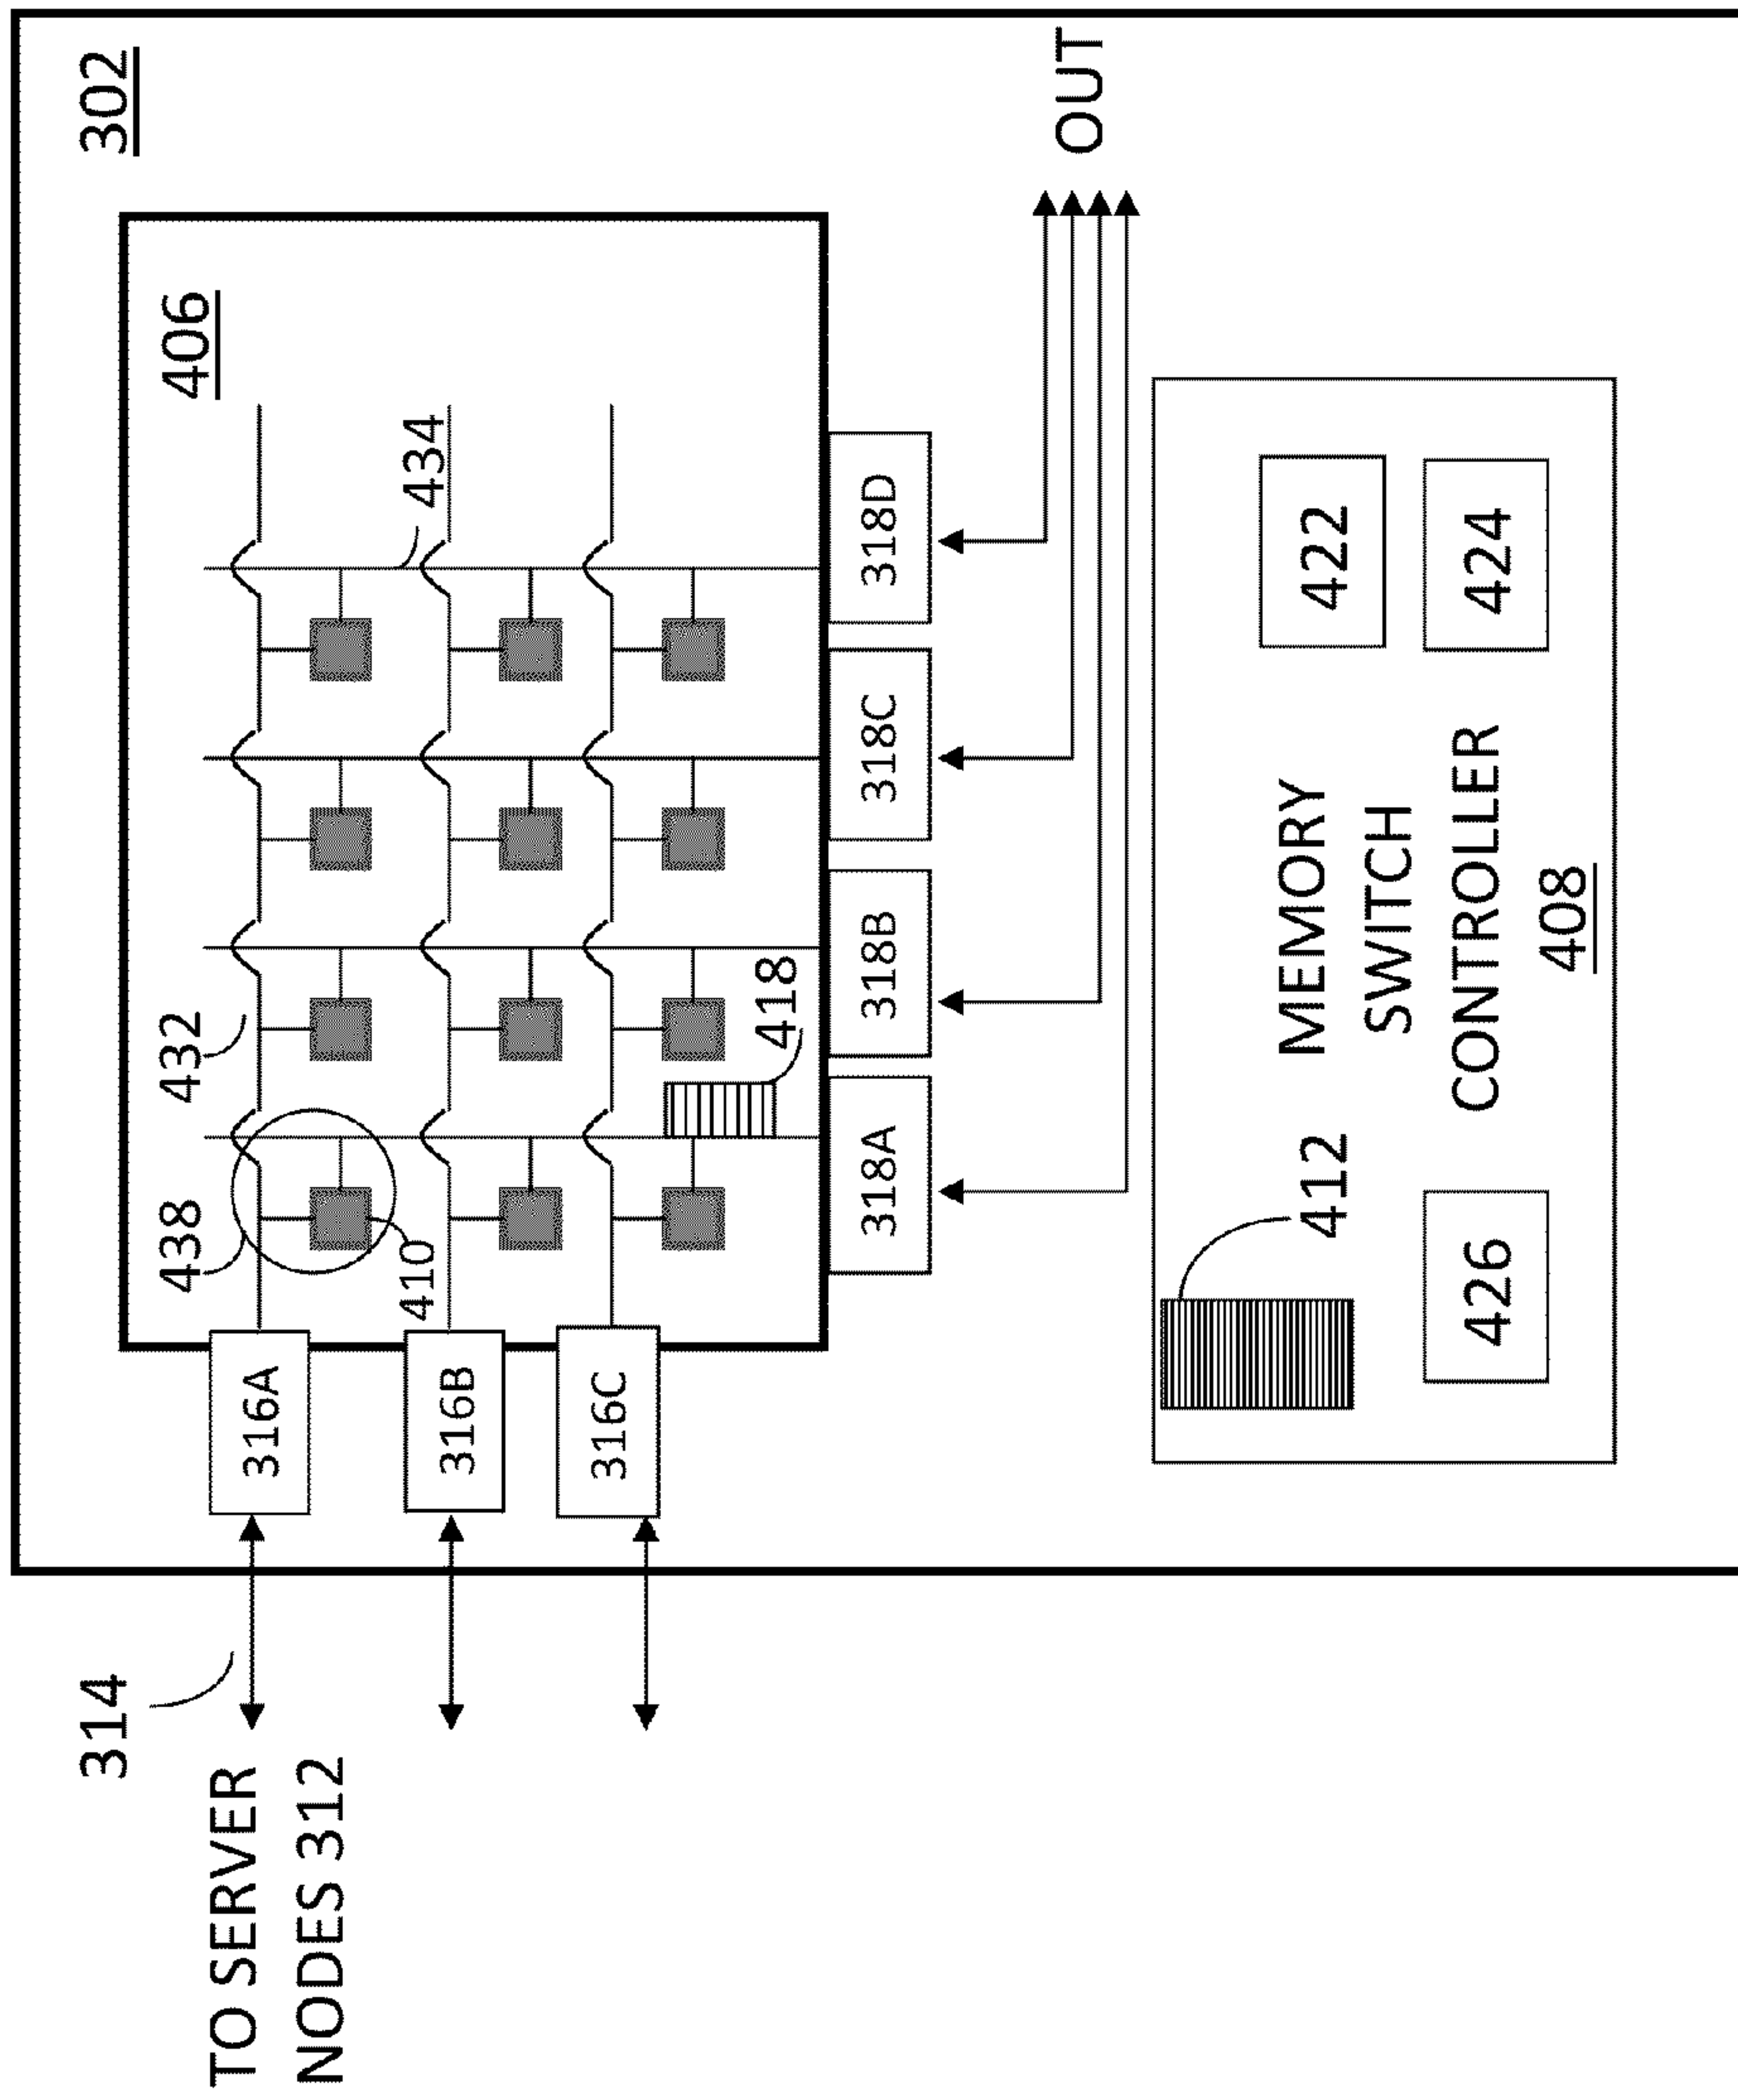 302
314
TO SERVER
NODES 312
406
438
432
434
410
316A
316B
316C
418
318A
318B
318C
318D
OUT
412
MEMORY
SWITCH
CONTROLLER
408
422
424
426